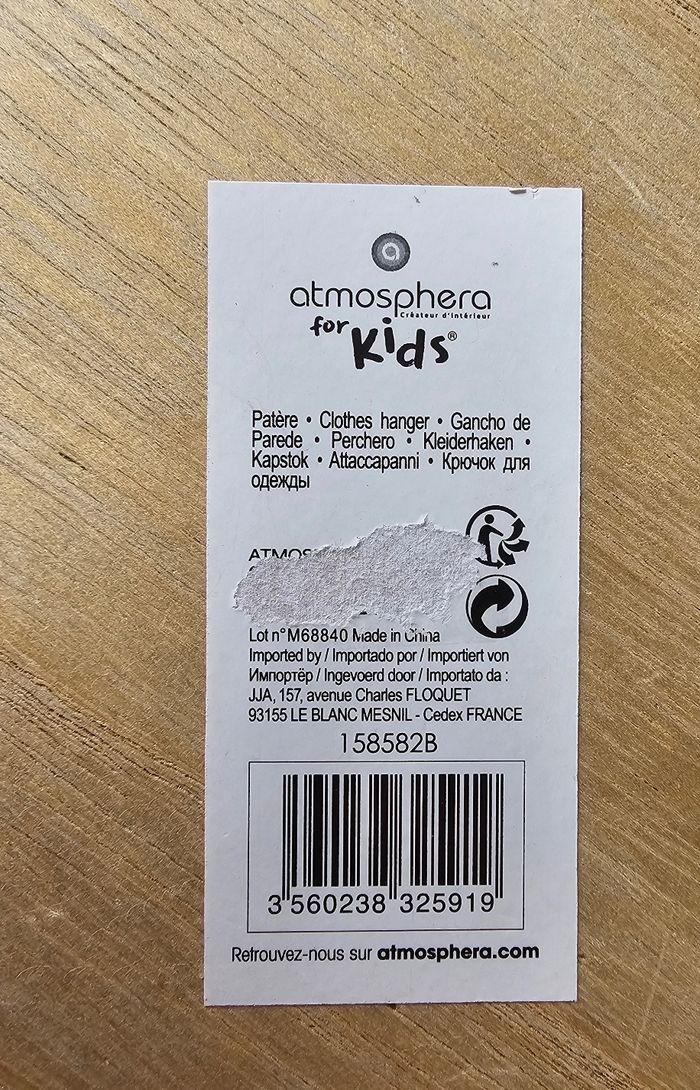 a
atmosphera
Créateur d'intérieur
for Kids®
Patère • Clothes hanger • Gancho de
Parede • Perchero • Kleiderhaken •
Kapstok • Attaccapanni • Крючок для
одежды
Lot n° M68840 Made in China
Imported by / Importado por / Importiert von
Импортёр / Ingevoerd door / Importato da :
JJA, 157, avenue Charles FLOQUET
93155 LE BLANC MESNIL - Cedex FRANCE
158582B
3 560238 325919
Retrouvez-nous sur atmosphera.com